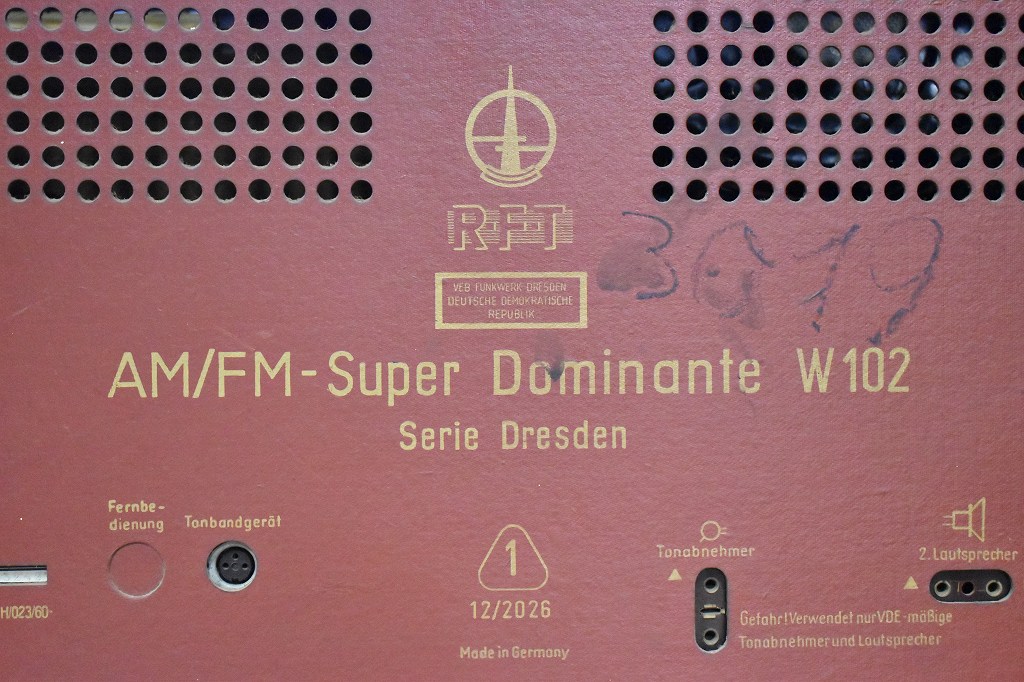 RFT
VEB FUNKWERK DRESDEN
DEUTSCHE DEMOKRATISCHE
REPUBLIK
3919
AM/FM-Super Dominante W102
Serie Dresden
Fernbe-
dienung
Tonbandgerät
1
12/2026
Made in Germany
Tonabnehmer
2. Lautsprecher
Gefahr! Verwendet nur VDE-mäßige
Tonabnehmer und Lautsprecher
H/023/60-